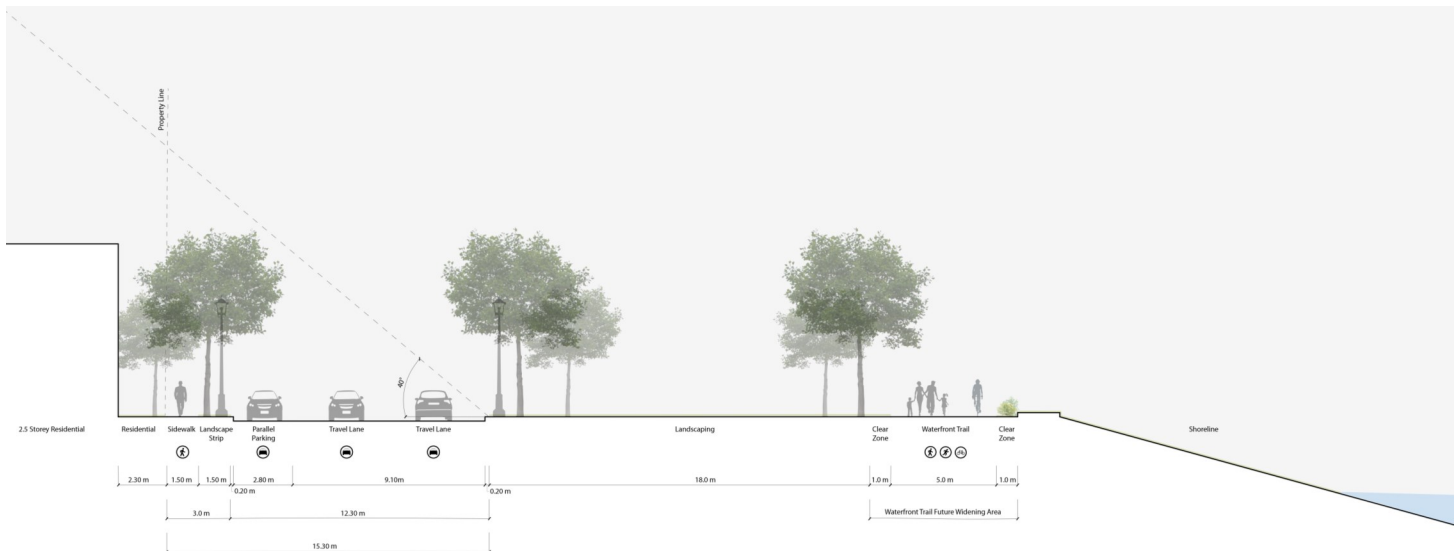 Property Line
40°
2.5 Storey Residential
Residential
Sidewalk
Landscape
Strip
Parallel
Parking
Travel Lane
Travel Lane
Landscaping
Clear
Zone
Waterfront Trail
Clear
Zone
Shoreline
2.30 m
1.50 m
1.50 m
0.20 m
2.80 m
9.10m
0.20 m
18.0 m
1.0 m
5.0 m
1.0 m
3.0 m
12.30 m
Waterfront Trail Future Widening Area
15.30 m